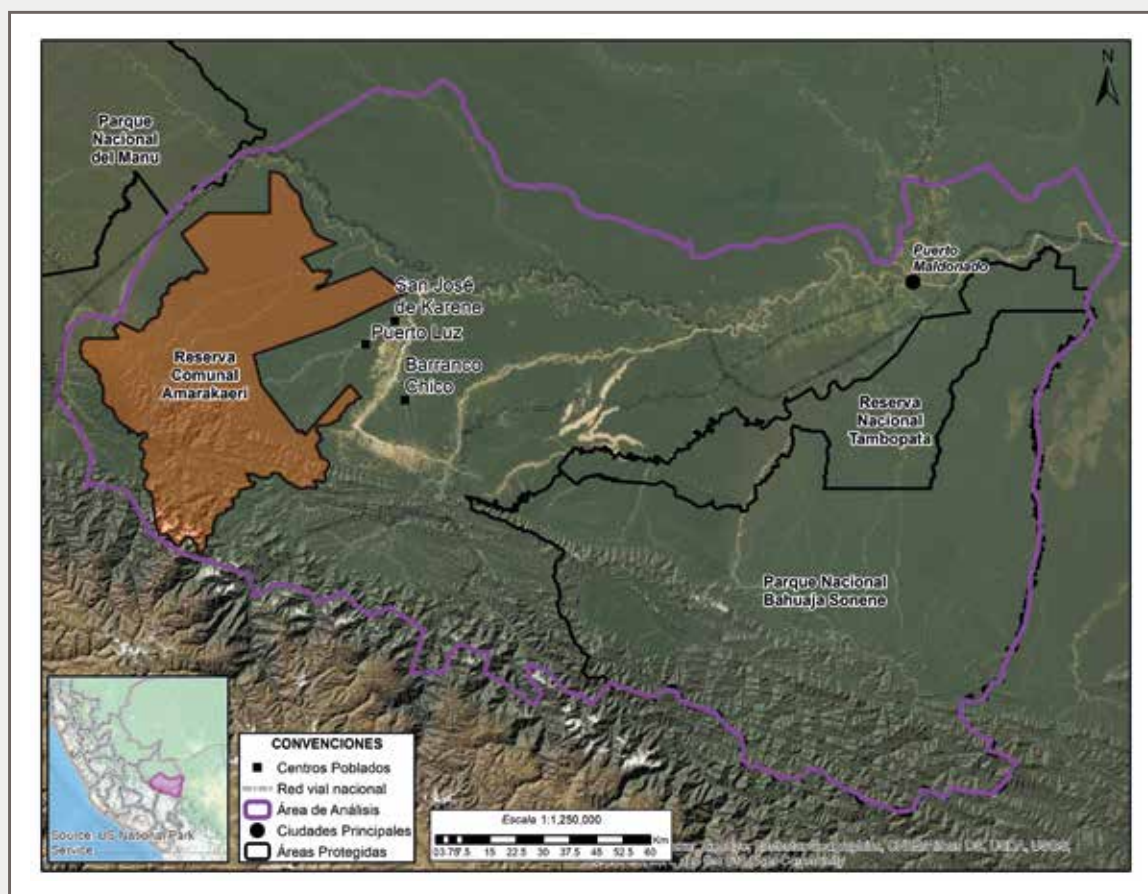 N
Parque
Nacional
del Manu
Puerto
Maldonado
San José
de Karene
Puerto Luz
Reserva
Comunal
Amarakaeri
Barranco
Chico
Reserva
Nacional
Tambopata
Parque Nacional
Bahuaja Sonene
CONVENCIONES
Centros Poblados
Red vial nacional
Área de Análisis
Ciudades Principales
Áreas Protegidas
Source: US National Park
Service
Escala 1:1,250,000
Km
15 22.5 30 37.5 45 52.5 60
USDA, USGS,